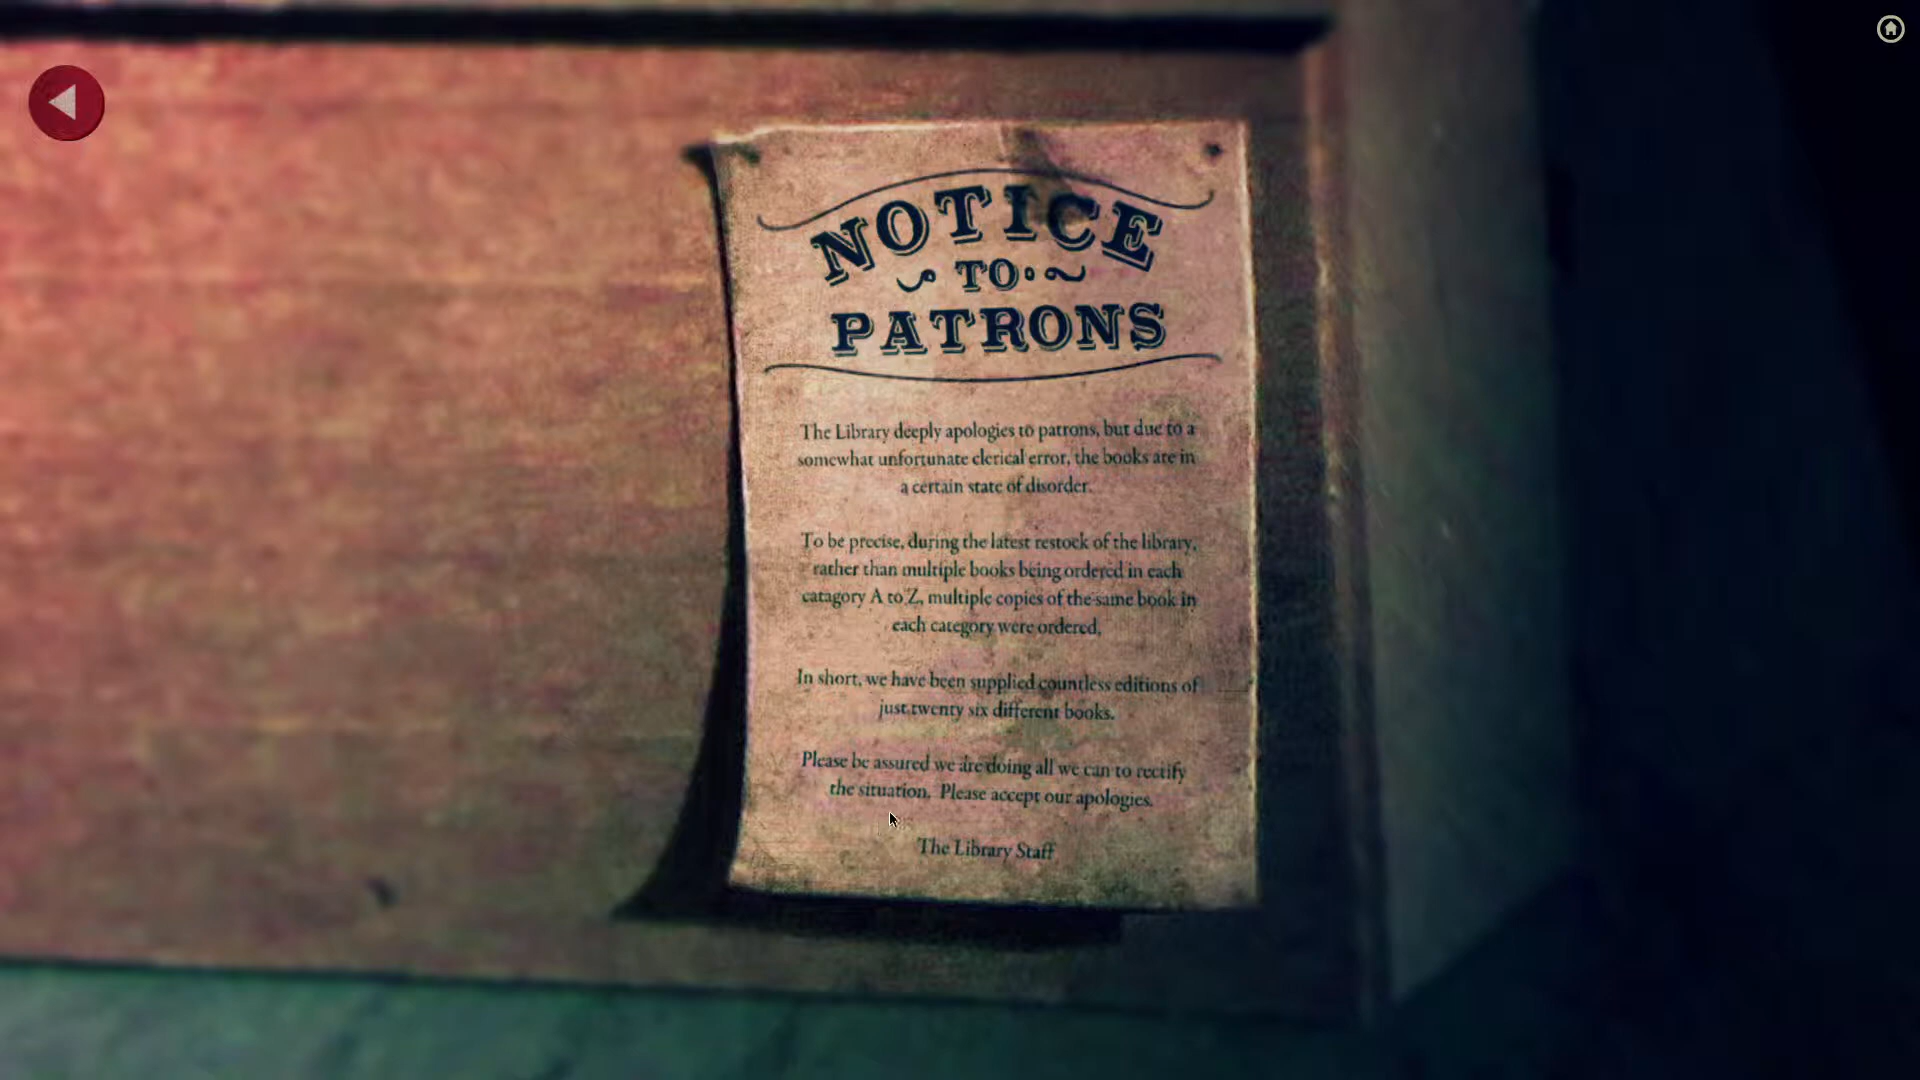 NOTICE
TO
PATRONS
The Library deeply apologies to patrons, but due to a
somewhat unfortunate clerical error, the books are in
a certain state of disorder.
To be precise, during the latest restock of the library,
rather than multiple books being ordered in each
catagory A to Z, multiple copies of the same book in
each category were ordered.
In short, we have been supplied countless editions of
just twenty six different books.
Please be assured we are doing all we can to rectify
the situation. Please accept our apologies.
The Library Staff